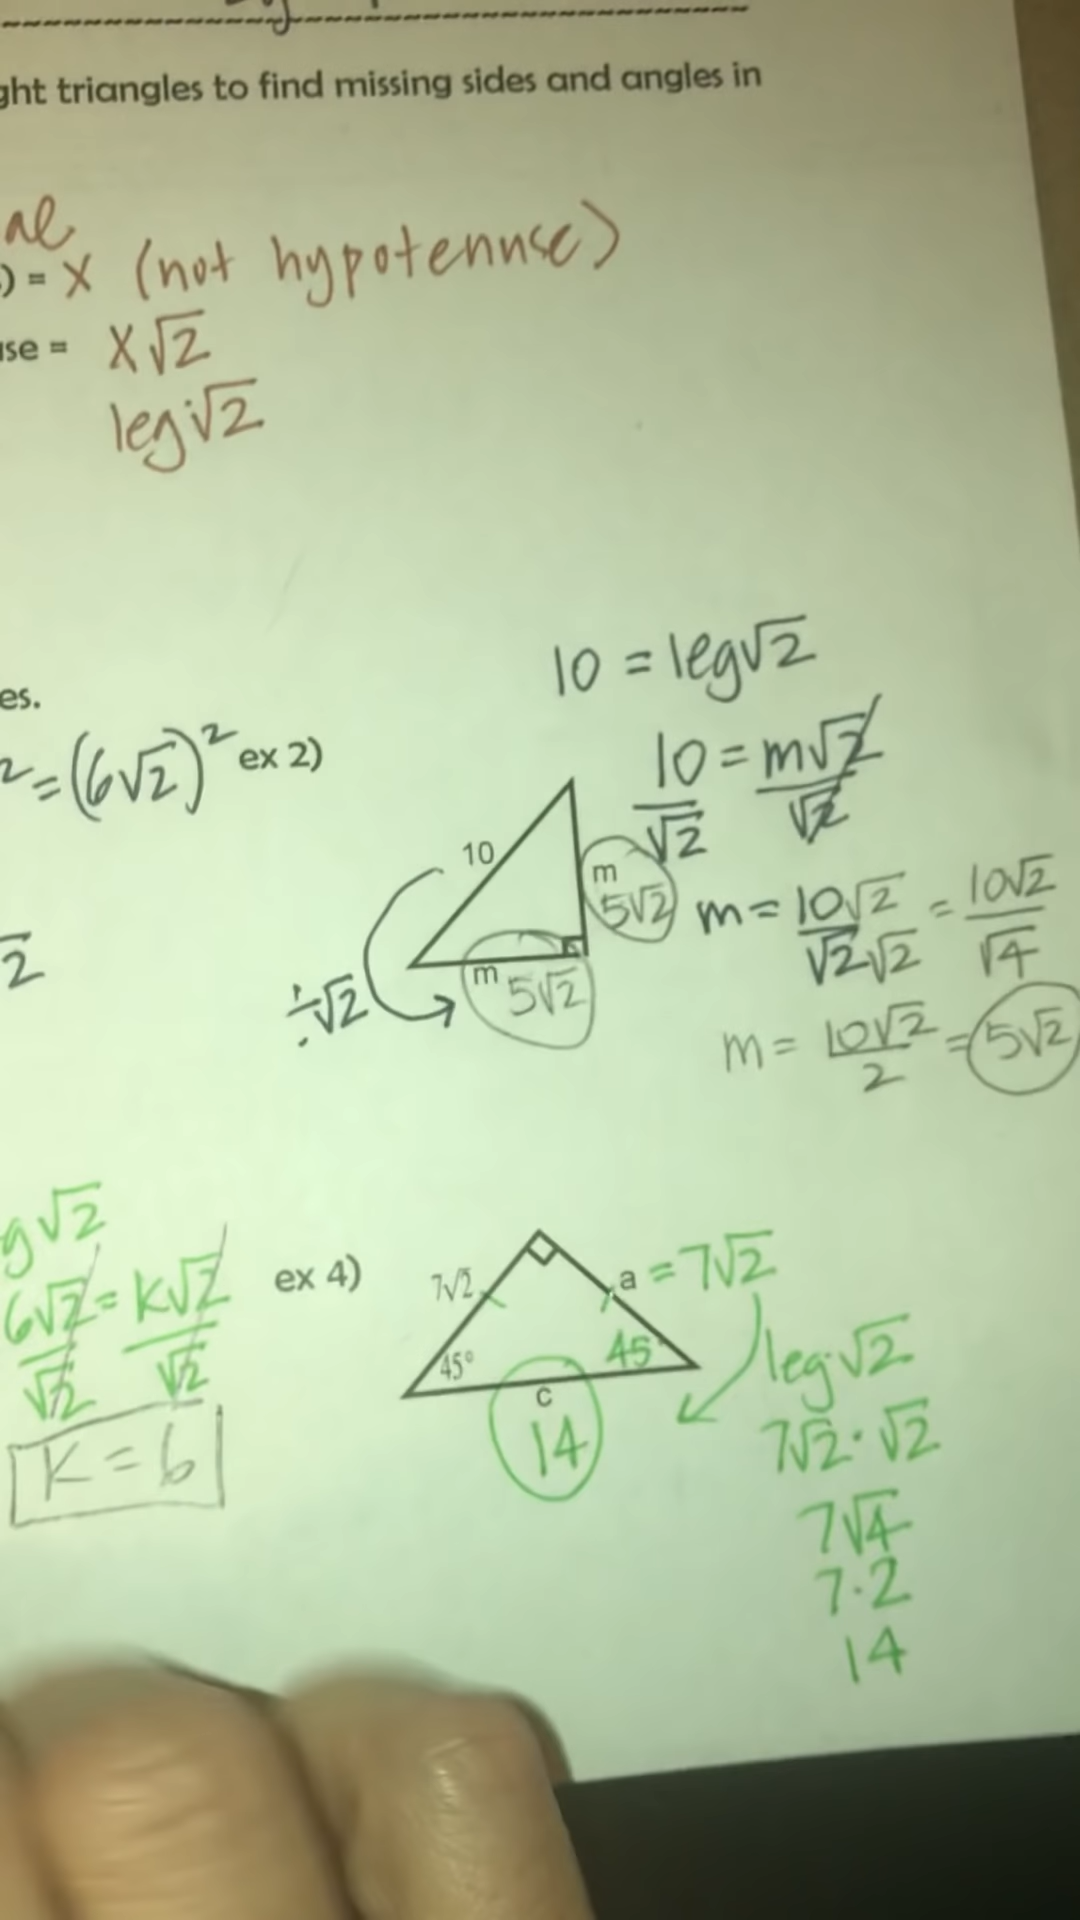 ght triangles to find missing sides and angles in
al
) = x (not hypotenuse)
use = x√2
leg√2
es.
10 = leg√2
²=(6√2)²
ex 2)
10/√2 = m√2/√2
10
m
5√2
m
5√2
÷√2
m = 10√2/√2√2 = 10√2/√4
m = 10√2/2 = 5√2
√2
g√2
6√2/√2 = k√2/√2
K = 6
ex 4)
7√2
a = 7√2
45°
45°
c
14
leg√2
7√2·√2
7√4
7·2
14